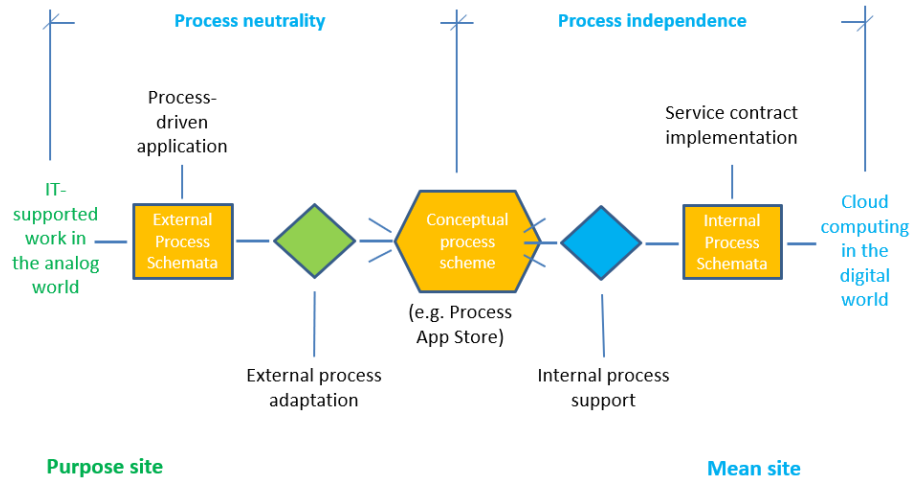 Process neutrality
Process independence
Process-
driven
application
Service contract
implementation
IT-
supported
work in
the analog
world
External
Process
Schemata
Conceptual
process
scheme
Internal
Process
Schemata
Cloud
computing
in the
digital
world
(e.g. Process
App Store)
External process
adaptation
Internal process
support
Purpose site
Mean site